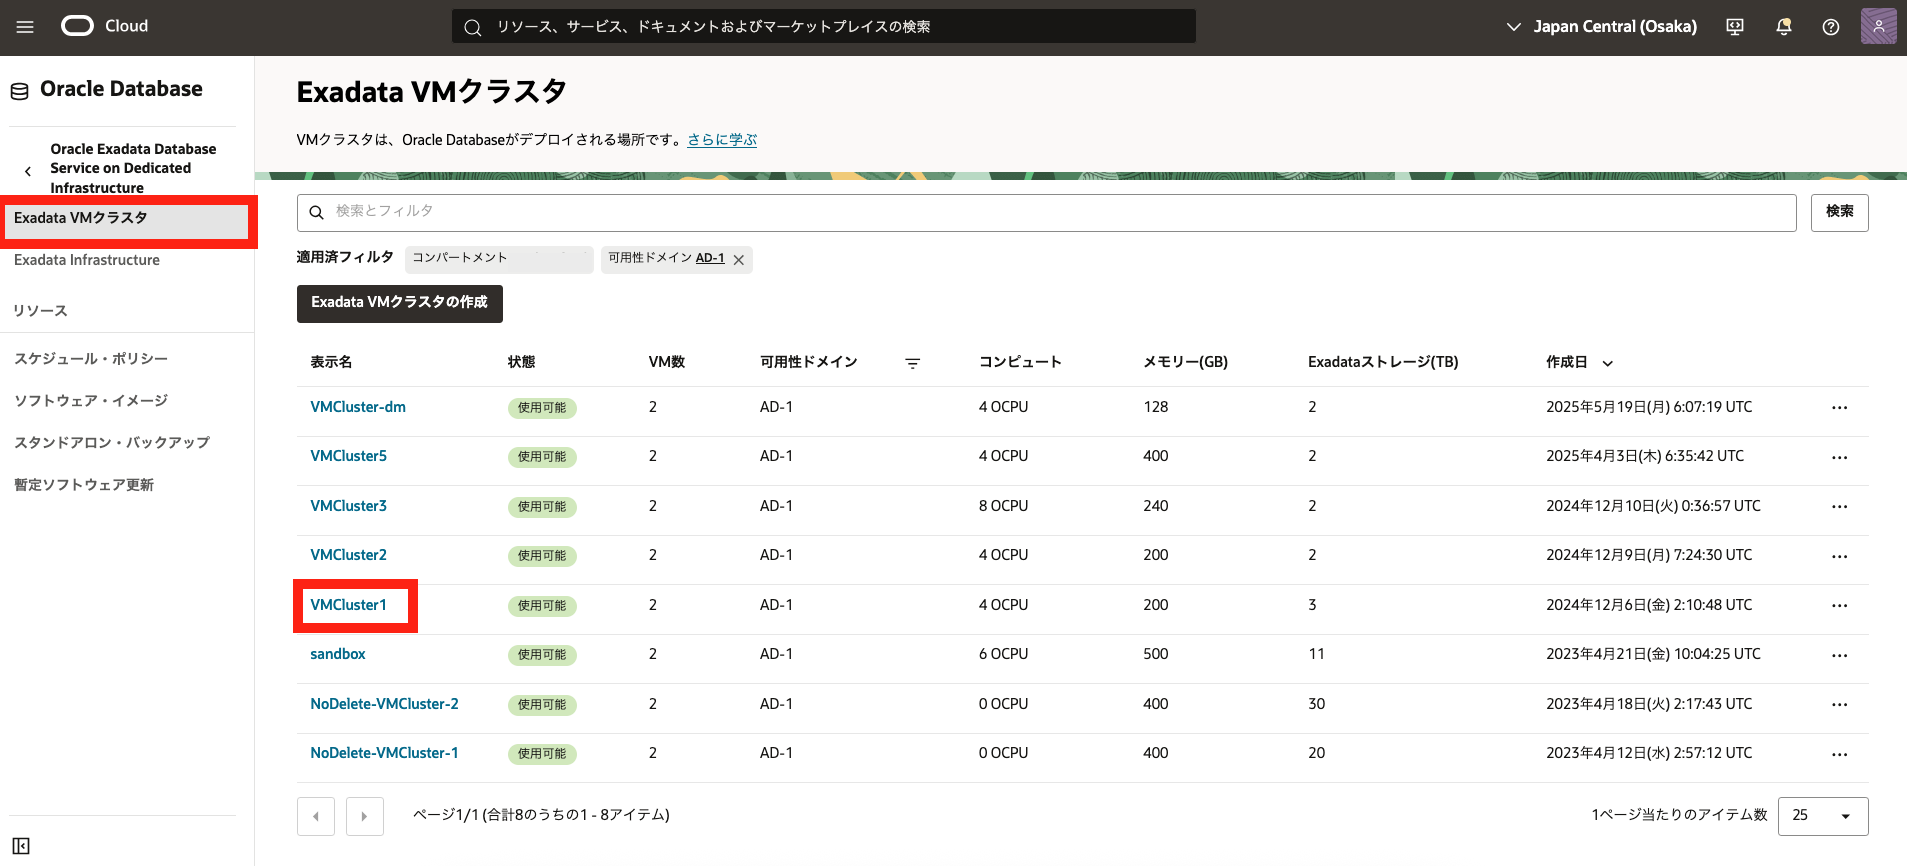 Cloud
リソース、サービス、ドキュメントおよびマーケットプレイスの検索
Japan Central (Osaka)
Oracle Database
Oracle Exadata Database
Service on Dedicated
Infrastructure
Exadata VMクラスタ
Exadata Infrastructure
リソース
スケジュール・ポリシー
ソフトウェア・イメージ
スタンドアロン・バックアップ
暫定ソフトウェア更新
Exadata VMクラスタ
VMクラスタは、Oracle Databaseがデプロイされる場所です。さらに学ぶ
検索とフィルタ
検索
適用済フィルタ コンパートメント 可用性ドメイン AD-1
Exadata VMクラスタの作成
表示名 状態 VM数 可用性ドメイン コンピュート メモリー(GB) Exadataストレージ(TB) 作成日
VMCluster-dm 使用可能 2 AD-1 4 OCPU 128 2 2025年5月19日(月) 6:07:19 UTC
VMCluster5 使用可能 2 AD-1 4 OCPU 400 2 2025年4月3日(木) 6:35:42 UTC
VMCluster3 使用可能 2 AD-1 8 OCPU 240 2 2024年12月10日(火) 0:36:57 UTC
VMCluster2 使用可能 2 AD-1 4 OCPU 200 2 2024年12月9日(月) 7:24:30 UTC
VMCluster1 使用可能 2 AD-1 4 OCPU 200 3 2024年12月6日(金) 2:10:48 UTC
sandbox 使用可能 2 AD-1 6 OCPU 500 11 2023年4月21日(金) 10:04:25 UTC
NoDelete-VMCluster-2 使用可能 2 AD-1 0 OCPU 400 30 2023年4月18日(火) 2:17:43 UTC
NoDelete-VMCluster-1 使用可能 2 AD-1 0 OCPU 400 20 2023年4月12日(水) 2:57:12 UTC
ページ1/1 (合計8のうちの1 - 8アイテム)
1ページ当たりのアイテム数 25